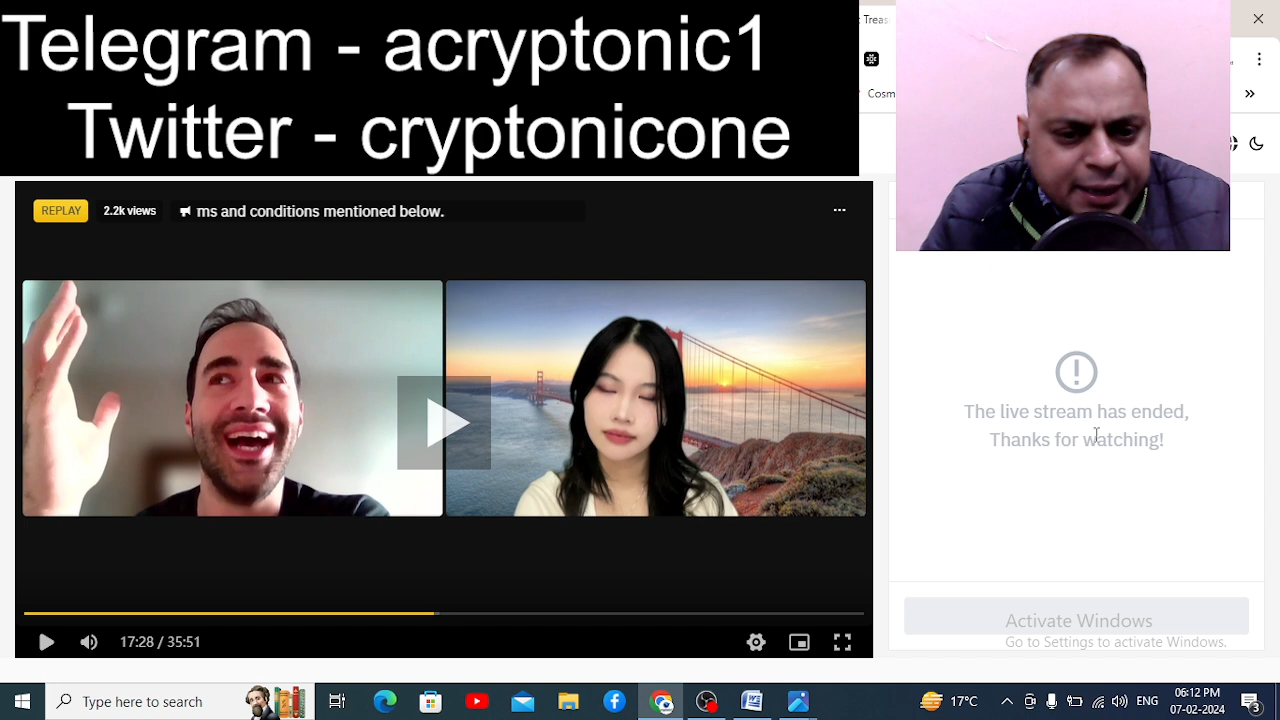 Telegram - acryptonic1
Twitter - cryptonicone
Treas
Cosm
REPLAY
2.2k views
ms and conditions mentioned below.
The live stream has ended,
Thanks for watching!
17:28 / 35:51
Activate Windows
Go to Settings to activate Windows.
Type here to search
17°C
ENG
06:12 PM
07-02-2024
3